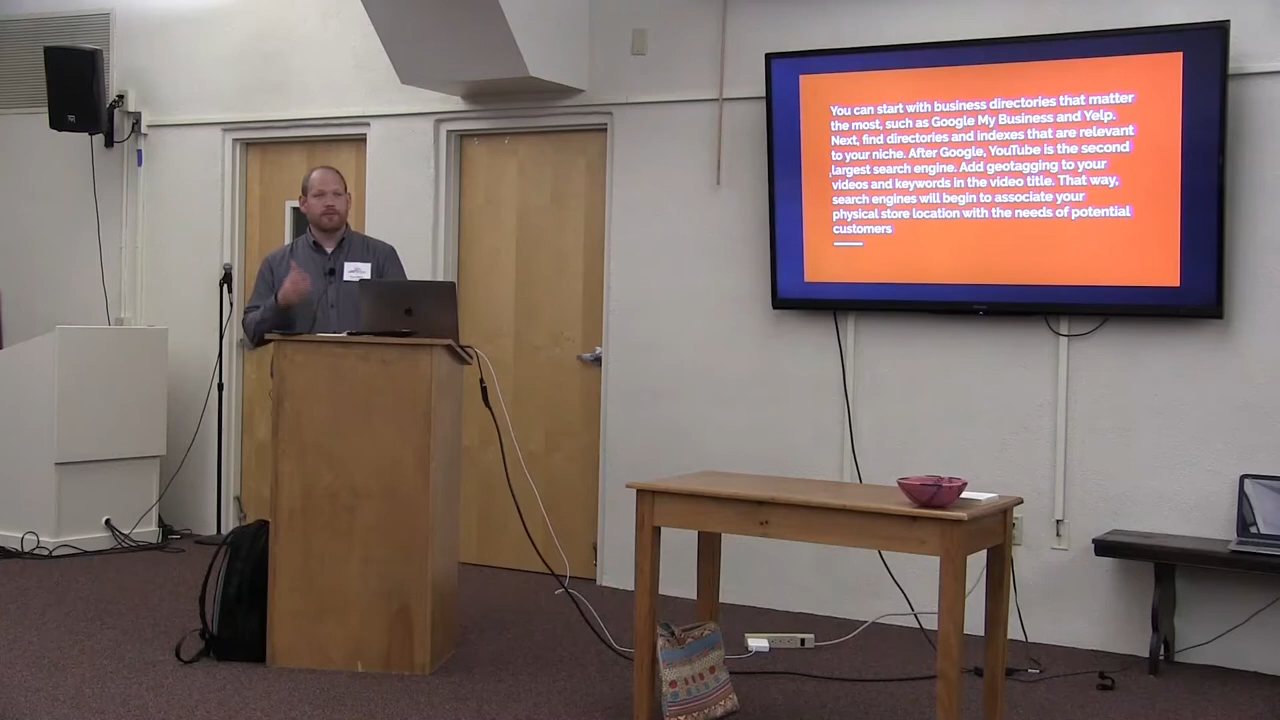 You can start with business directories that matter
the most, such as Google My Business and Yelp.
Next, find directories and indexes that are relevant
to your niche. After Google, YouTube is the second
largest search engine. Add geotagging to your
videos and keywords in the video title. That way,
search engines will begin to associate your
physical store location with the needs of potential
customers